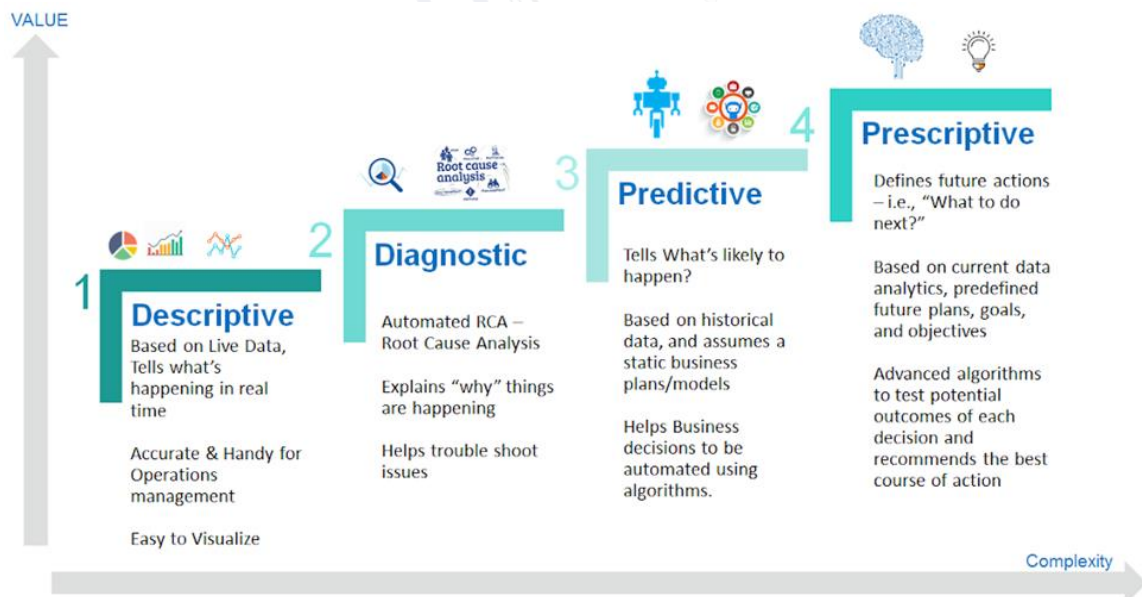 VALUE
1
Descriptive
Based on Live Data,
Tells what's
happening in real
time
Accurate & Handy for
Operations
management
Easy to Visualize
2
Root cause
analysis
Diagnostic
Automated RCA –
Root Cause Analysis
Explains “why” things
are happening
Helps trouble shoot
issues
3
Predictive
Tells What’s likely to
happen?
Based on historical
data, and assumes a
static business
plans/models
Helps Business
decisions to be
automated using
algorithms.
4
Prescriptive
Defines future actions
– i.e., “What to do
next?”
Based on current data
analytics, predefined
future plans, goals,
and objectives
Advanced algorithms
to test potential
outcomes of each
decision and
recommends the best
course of action
Complexity